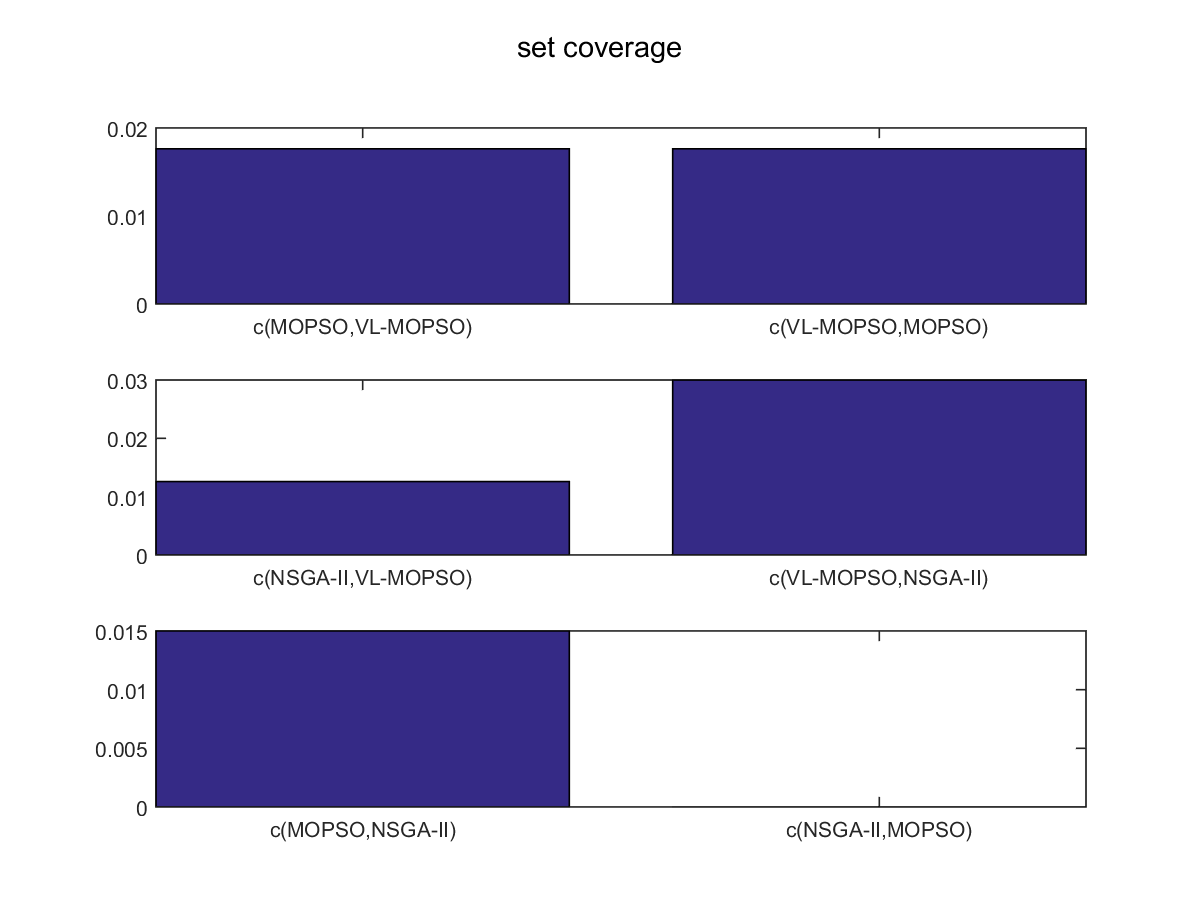 set coverage
0.02
0.01
0
c(MOPSO,VL-MOPSO) c(VL-MOPSO,MOPSO)
0.03
0.02
0.01
0
c(NSGA-II,VL-MOPSO) c(VL-MOPSO,NSGA-II)
0.015
0.01
0.005
0
c(MOPSO,NSGA-II) c(NSGA-II,MOPSO)